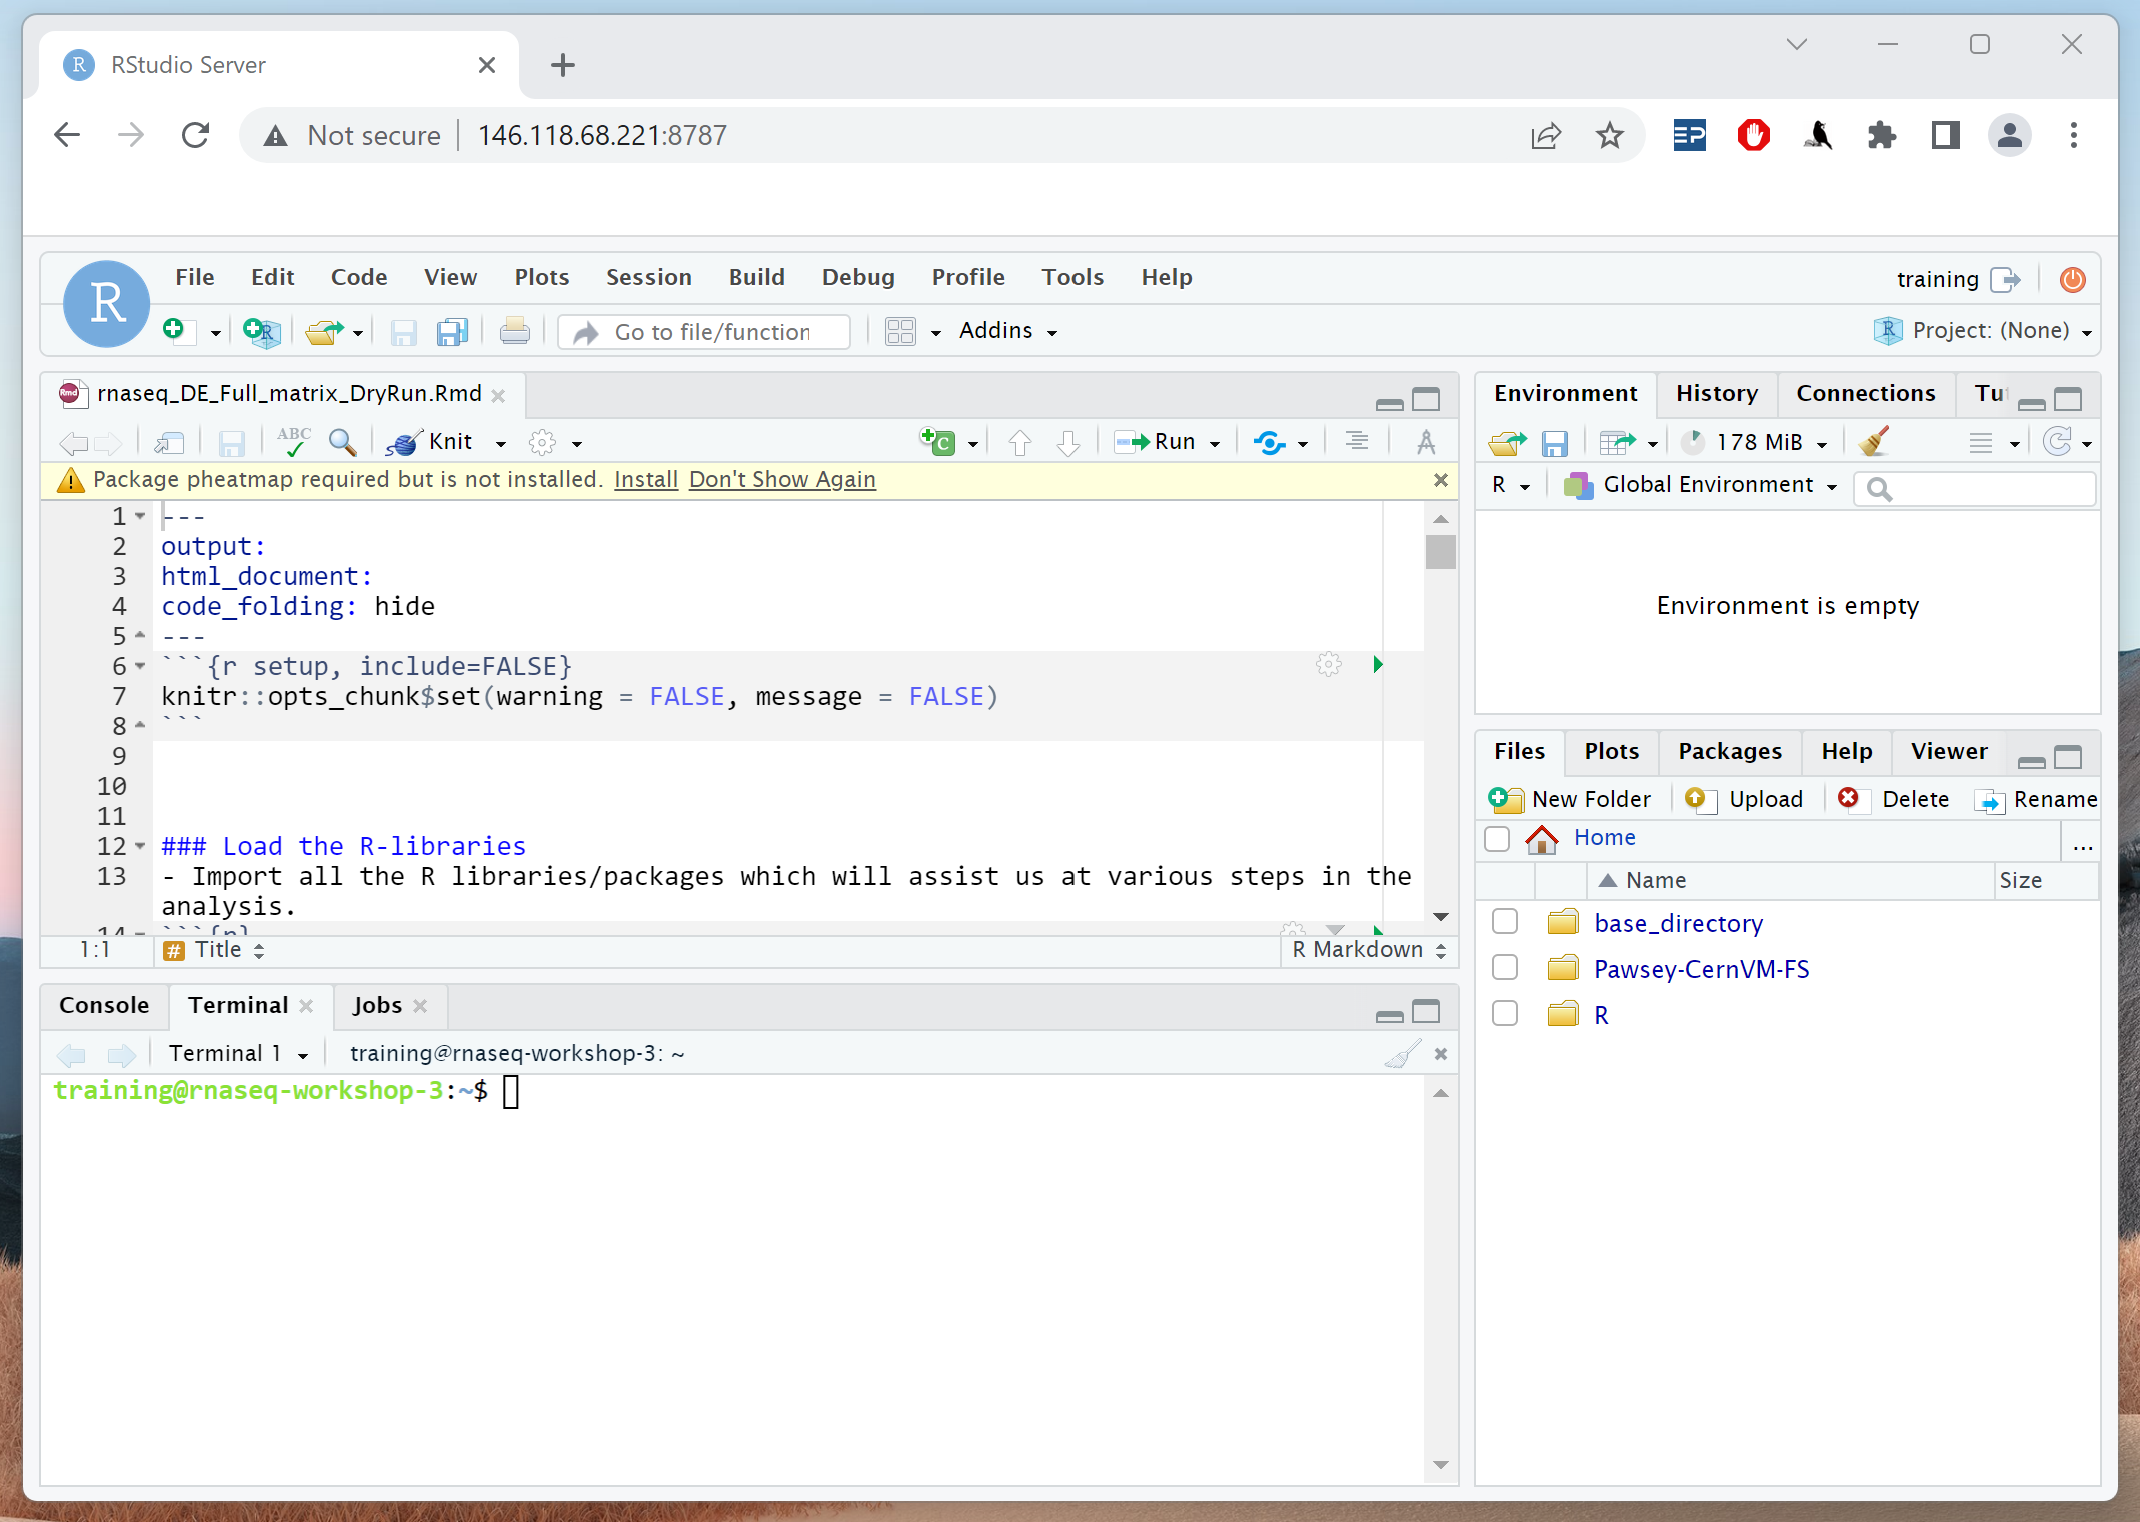 R RStudio Server
Not secure 146.118.68.221:8787
EP
R
File Edit Code View Plots Session Build Debug Profile Tools Help
training
Go to file/function
Addins
R Project: (None)
Rmd rnaseq_DE_Full_matrix_DryRun.Rmd
ABC
Knit
C
Run
Package pheatmap required but is not installed. Install Don't Show Again
1 ---
2 output:
3 html_document:
4 code_folding: hide
5 ---
6 ```{r setup, include=FALSE}
7 knitr::opts_chunk$set(warning = FALSE, message = FALSE)
8 ```
9
10
11
12 ### Load the R-libraries
13 - Import all the R libraries/packages which will assist us at various steps in the
analysis.
14 ```{r}
1:1 # Title R Markdown
Console Terminal Jobs
Terminal 1 training@rnaseq-workshop-3: ~
training@rnaseq-workshop-3:~$
Environment History Connections
178 MiB
R Global Environment
Environment is empty
Files Plots Packages Help Viewer
New Folder Upload Delete Rename
Home ...
Name Size
base_directory
Pawsey-CernVM-FS
R